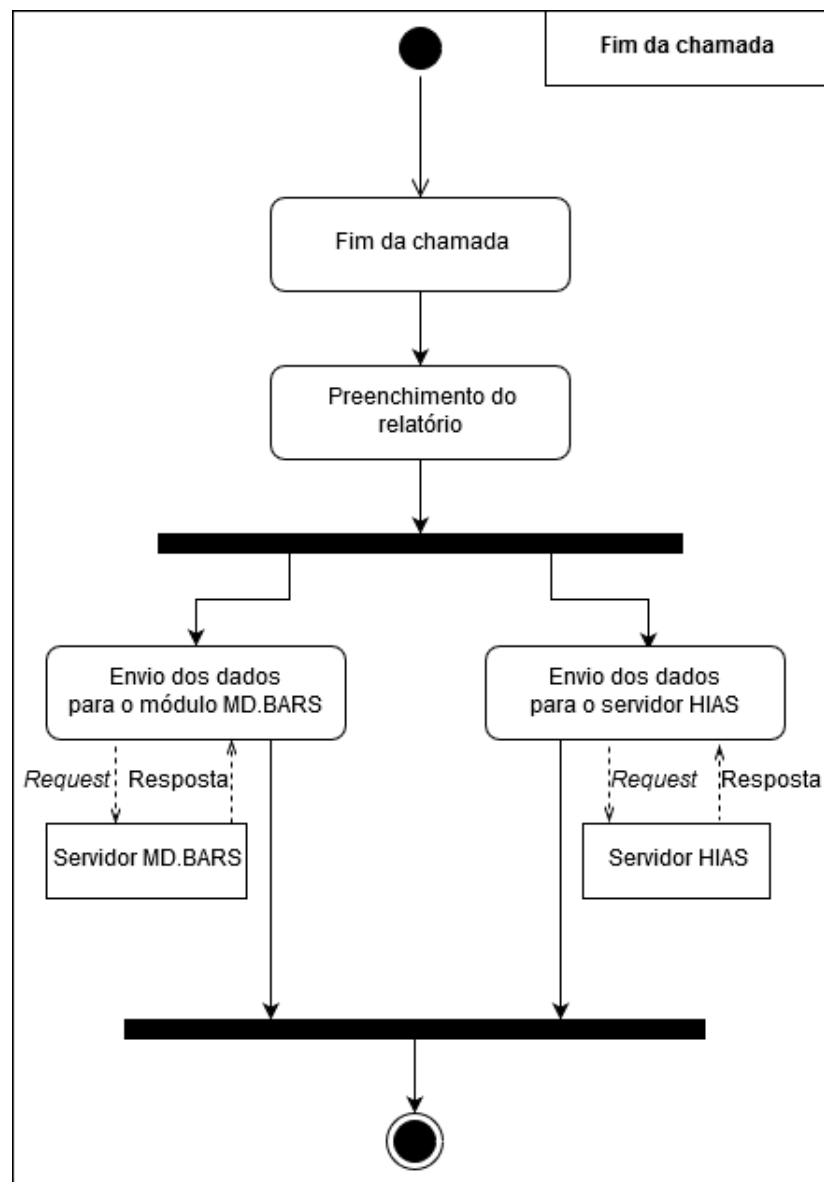 Fim da chamada
Fim da chamada
Preenchimento do
relatório
Envio dos dados
para o módulo MD.BARS
Envio dos dados
para o servidor HIAS
Request
Resposta
Request
Resposta
Servidor MD.BARS
Servidor HIAS